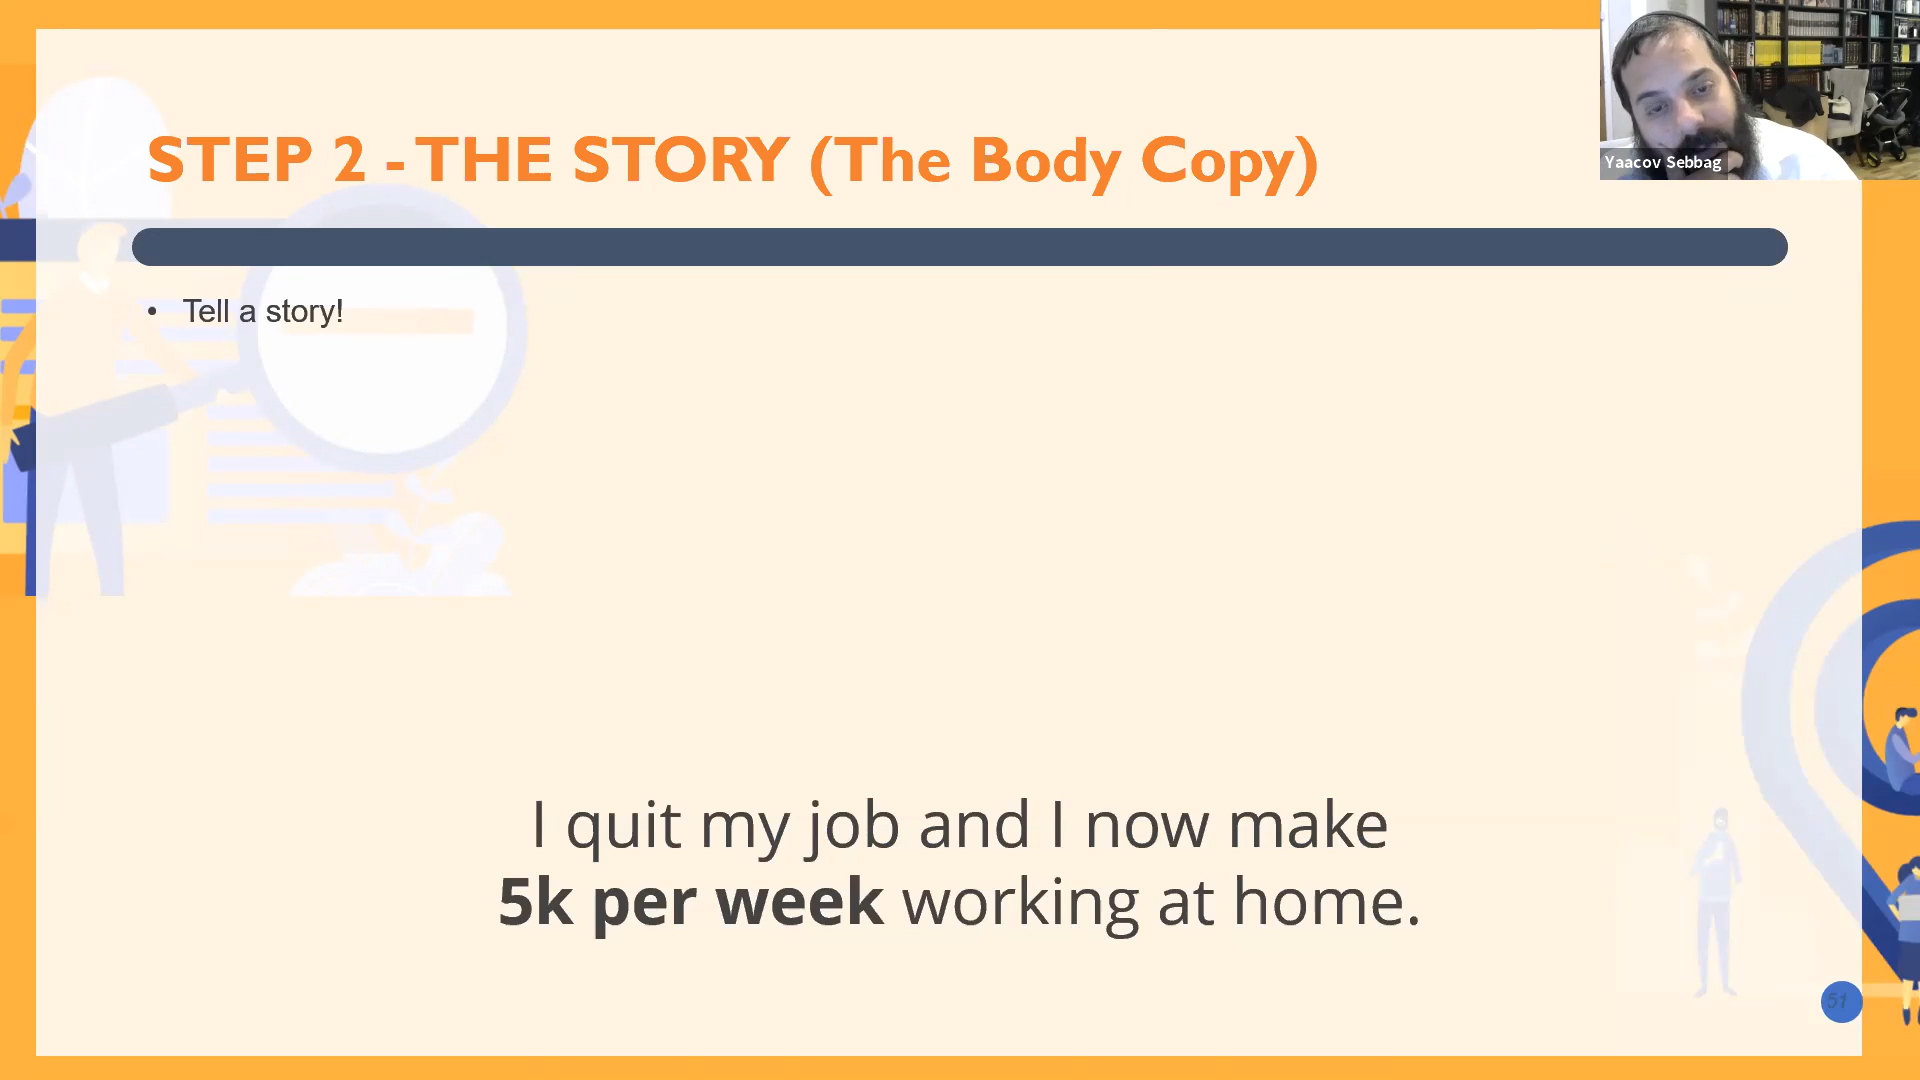 STEP 2 - THE STORY (The Body Copy)
Yaacov Sebbag
• Tell a story!
I quit my job and I now make
5k per week working at home.
51